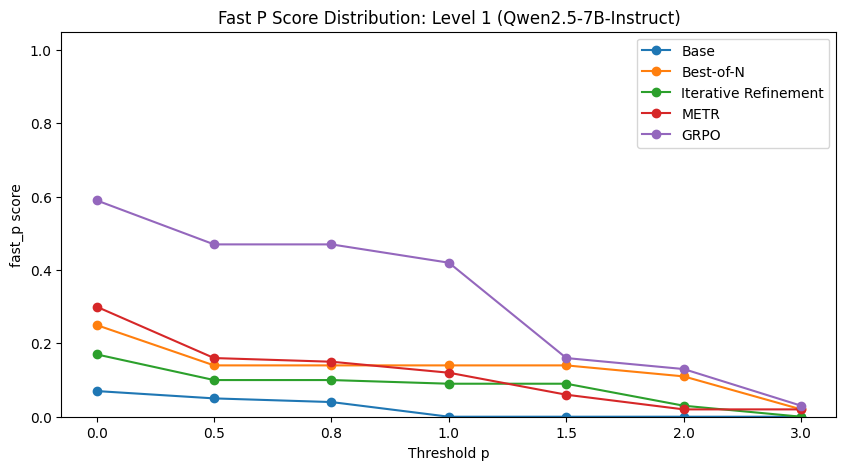 Fast P Score Distribution: Level 1 (Qwen2.5-7B-Instruct)
1.0
0.8
0.6
0.4
0.2
0.0
fast_p score
Base
Best-of-N
Iterative Refinement
METR
GRPO
0.0 0.5 0.8 1.0 1.5 2.0 3.0
Threshold p